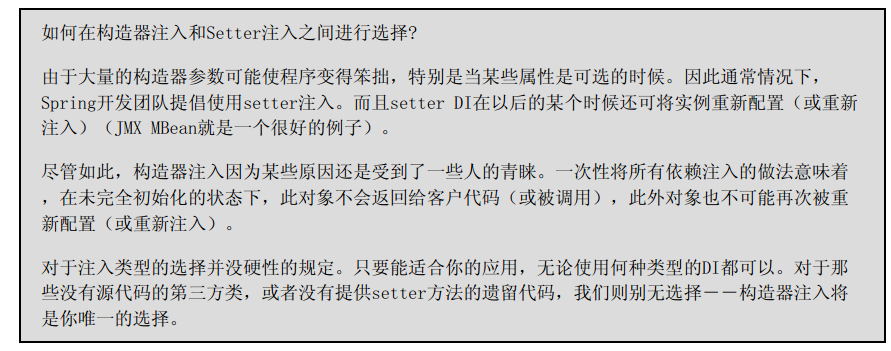 如何在构造器注入和Setter注入之间进行选择?
由于大量的构造器参数可能使程序变得笨拙，特别是当某些属性是可选的时候。因此通常情况下，
Spring开发团队提倡使用setter注入。而且setter DI在以后的某个时候还可将实例重新配置（或重新
注入）（JMX MBean就是一个很好的例子）。
尽管如此，构造器注入因为某些原因还是受到了一些人的青睐。一次性将所有依赖注入的做法意味着
，在未完全初始化的状态下，此对象不会返回给客户代码（或被调用），此外对象也不可能再次被重
新配置（或重新注入）。
对于注入类型的选择并没硬性的规定。只要能适合你的应用，无论使用何种类型的DI都可以。对于那
些没有源代码的第三方类，或者没有提供setter方法的遗留代码，我们则别无选择－－构造器注入将
是你唯一的选择。